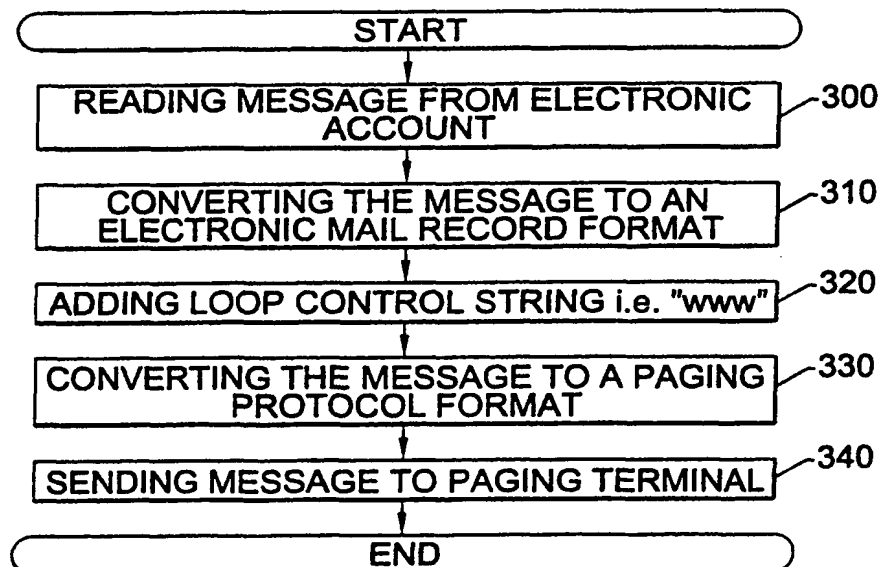 START
READING MESSAGE FROM ELECTRONIC
ACCOUNT
300
CONVERTING THE MESSAGE TO AN
ELECTRONIC MAIL RECORD FORMAT
310
ADDING LOOP CONTROL STRING i.e. "www"
320
CONVERTING THE MESSAGE TO A PAGING
PROTOCOL FORMAT
330
SENDING MESSAGE TO PAGING TERMINAL
340
END